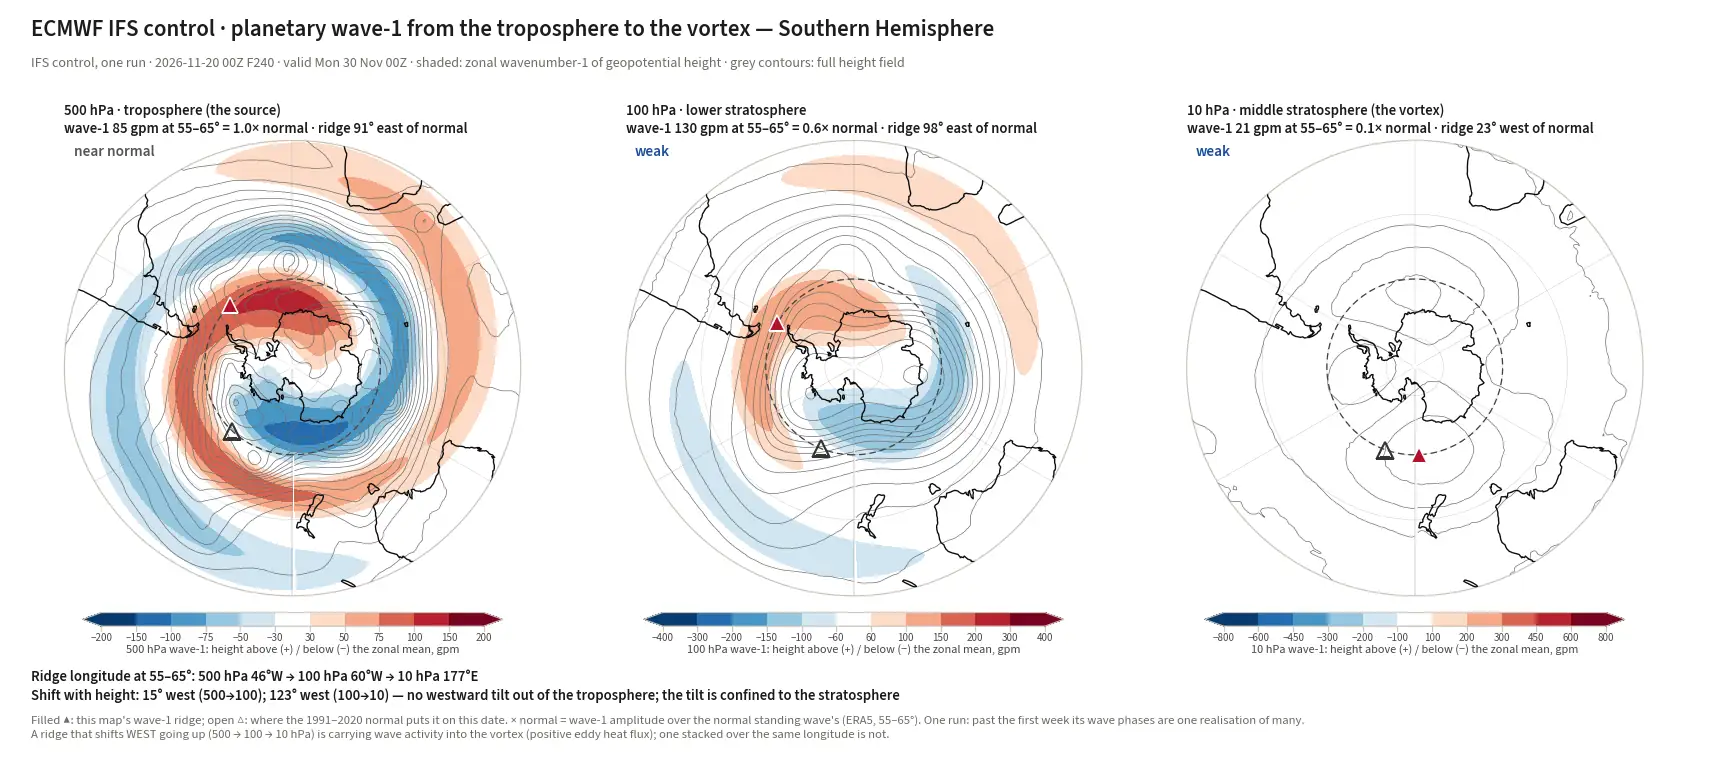 ECMWF IFS control · planetary wave-1 from the troposphere to the vortex — Southern Hemisphere
IFS control, one run · 2026-11-20 00Z F240 · valid Mon 30 Nov 00Z · shaded: zonal wavenumber-1 of geopotential height · grey contours: full height field
500 hPa · troposphere (the source)
wave-1 85 gpm at 55–65° = 1.0× normal · ridge 91° east of normal
near normal
100 hPa · lower stratosphere
wave-1 130 gpm at 55–65° = 0.6× normal · ridge 98° east of normal
weak
10 hPa · middle stratosphere (the vortex)
wave-1 21 gpm at 55–65° = 0.1× normal · ridge 23° west of normal
weak
−200 −150 −100 −75 −50 −30 30 50 75 100 150 200
500 hPa wave-1: height above (+) / below (−) the zonal mean, gpm
−400 −300 −200 −150 −100 −60 60 100 150 200 300 400
100 hPa wave-1: height above (+) / below (−) the zonal mean, gpm
−800 −600 −450 −300 −200 −100 100 200 300 450 600 800
10 hPa wave-1: height above (+) / below (−) the zonal mean, gpm
Ridge longitude at 55–65°: 500 hPa 46°W → 100 hPa 60°W → 10 hPa 177°E
Shift with height: 15° west (500→100); 123° west (100→10) — no westward tilt out of the troposphere; the tilt is confined to the stratosphere
Filled ▲: this map's wave-1 ridge; open △: where the 1991–2020 normal puts it on this date. × normal = wave-1 amplitude over the normal standing wave's (ERA5, 55–65°). One run: past the first week its wave phases are one realisation of many.
A ridge that shifts WEST going up (500 → 100 → 10 hPa) is carrying wave activity into the vortex (positive eddy heat flux); one stacked over the same longitude is not.